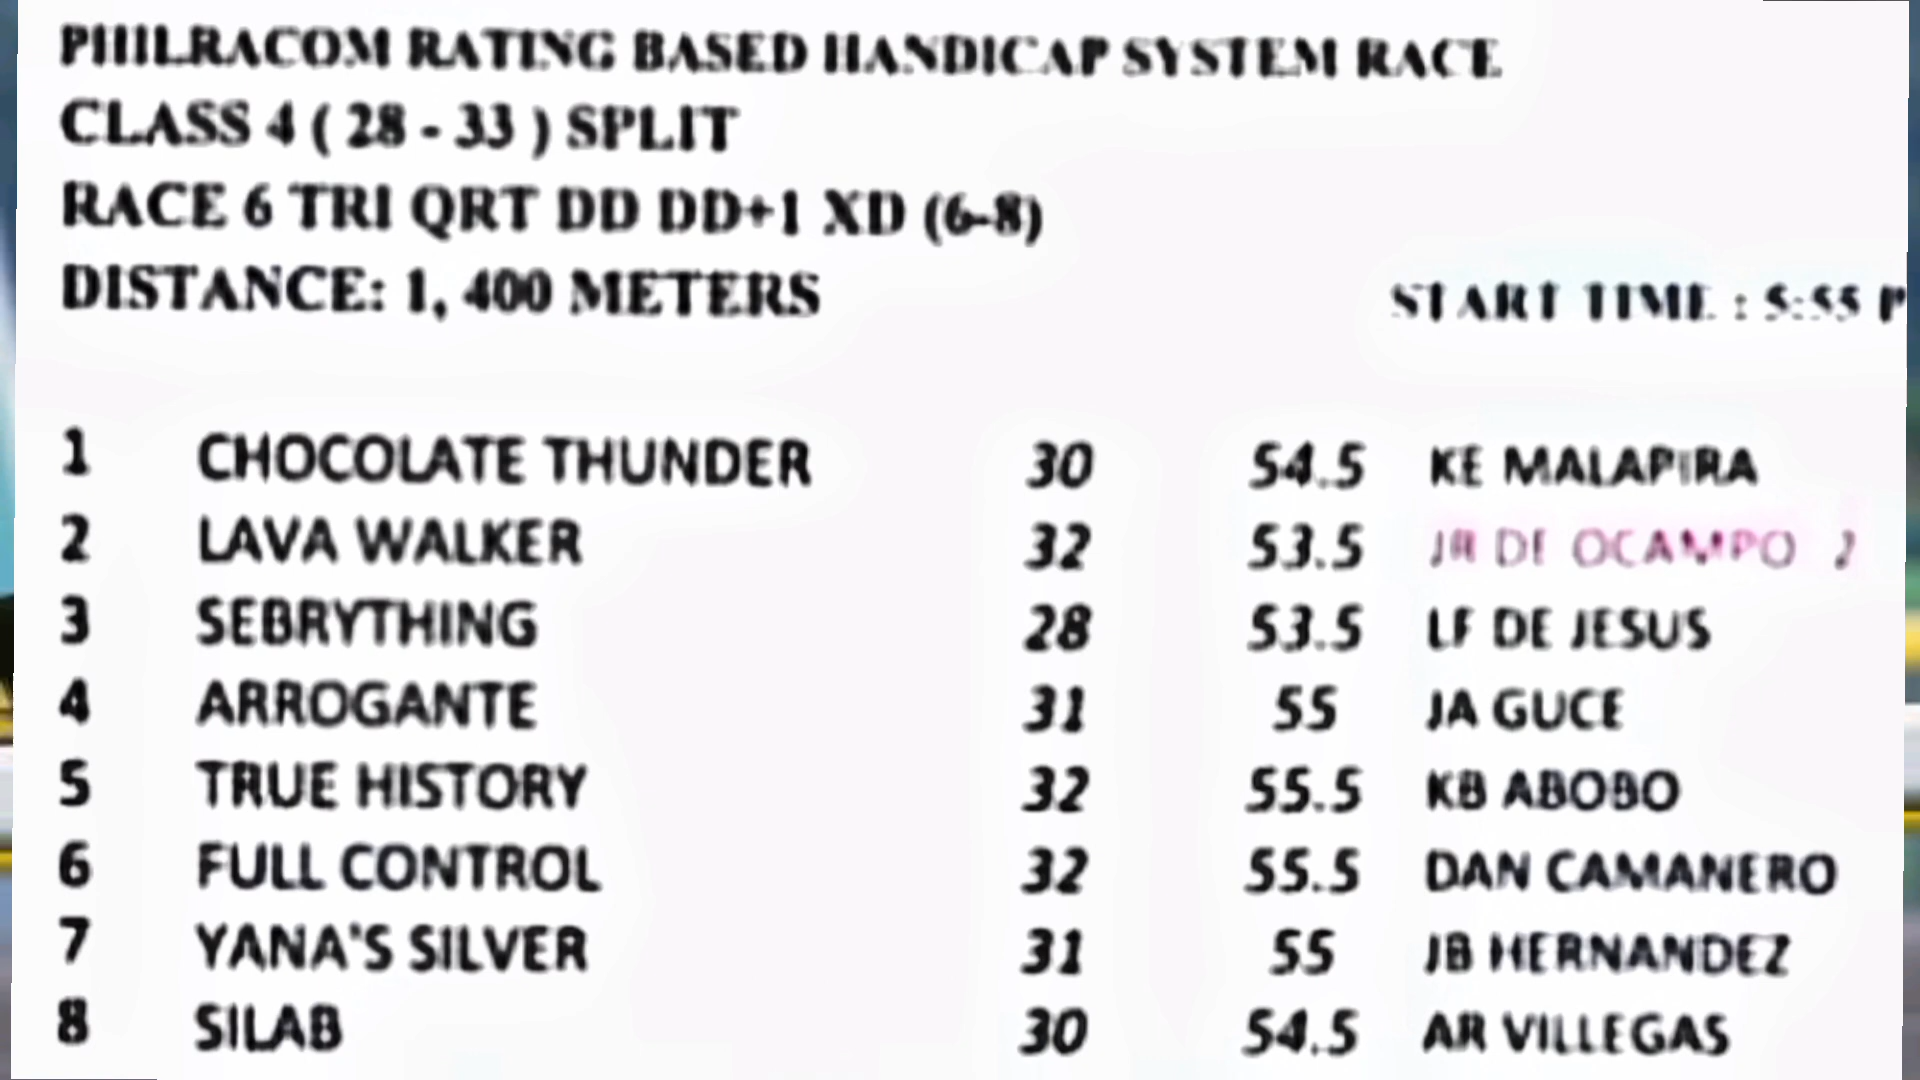 PHILRACOM RATING BASED HANDICAP SYSTEM RACE
CLASS 4 ( 28 - 33 ) SPLIT
RACE 6 TRI QRT DD DD+1 XD (6-8)
DISTANCE: 1, 400 METERS START TIME : 5:55 P
1 CHOCOLATE THUNDER 30 54.5 KE MALAPIRA
2 LAVA WALKER 32 53.5 JR DE OCAMPO 2
3 SEBRYTHING 28 53.5 LF DE JESUS
4 ARROGANTE 31 55 JA GUCE
5 TRUE HISTORY 32 55.5 KB ABOBO
6 FULL CONTROL 32 55.5 DAN CAMANERO
7 YANA'S SILVER 31 55 JB HERNANDEZ
8 SILAB 30 54.5 AR VILLEGAS